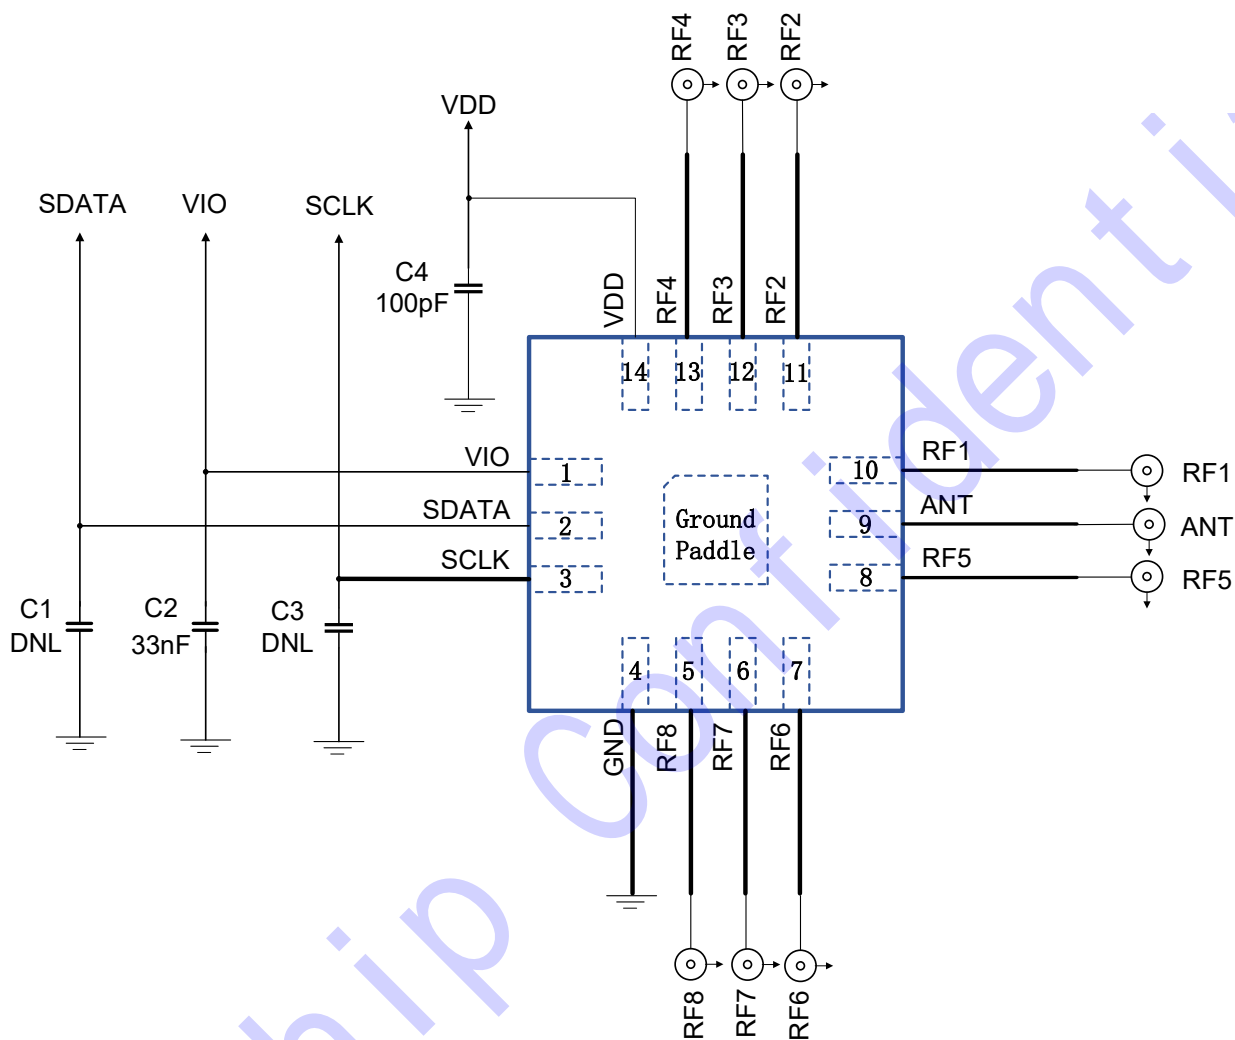 RF4
RF3
RF2
VDD
SDATA
VIO
SCLK
C4
100pF
VDD
RF4
RF3
RF2
14
13
12
11
VIO
1
10
RF1
RF1
SDATA
2
Ground
Paddle
9
ANT
ANT
SCLK
3
8
RF5
RF5
C1
DNL
C2
33nF
C3
DNL
4
5
6
7
GND
RF8
RF7
RF6
RF8
RF7
RF6
hip Confidenti